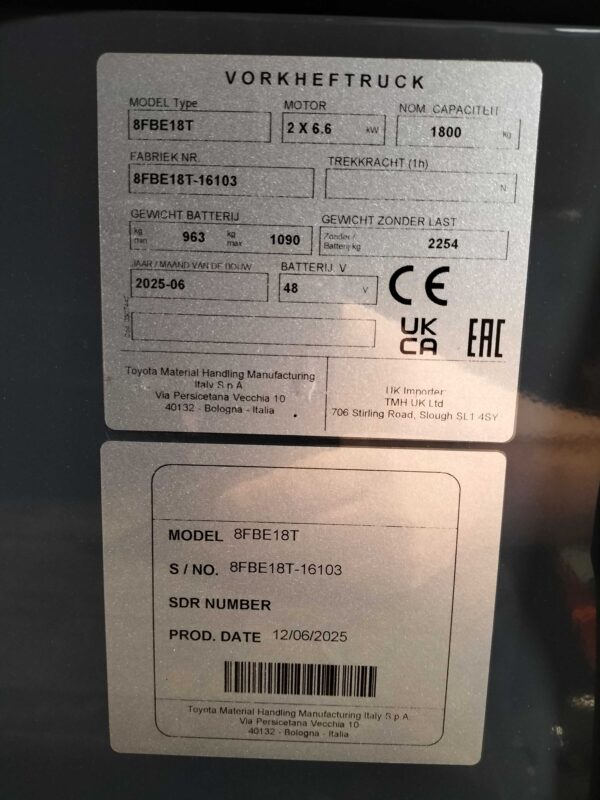 VORKHEFTRUCK
MODEL Type MOTOR NOM. CAPACITEIT
8FBE18T 2 X 6.6 kW 1800 kg
FABRIEK NR. TREKKRACHT (1h)
8FBE18T-16103 N
GEWICHT BATTERIJ GEWICHT ZONDER LAST
kg min 963 kg max 1090 Zonder / Batterij kg 2254
JAAR / MAAND VAN DE BOUW BATTERIJ V
2025-06 48 V
CE
UK
CA EAC
Toyota Material Handling Manufacturing
Italy S.p.A.
Via Persicetana Vecchia 10
40132 - Bologna - Italia
UK Importer
TMH UK Ltd
706 Stirling Road, Slough SL1 4SY
MODEL 8FBE18T
S / NO. 8FBE18T-16103
SDR NUMBER
PROD. DATE 12/06/2025
Toyota Material Handling Manufacturing Italy S.p.A.
Via Persicetana Vecchia 10
40132 - Bologna - Italia